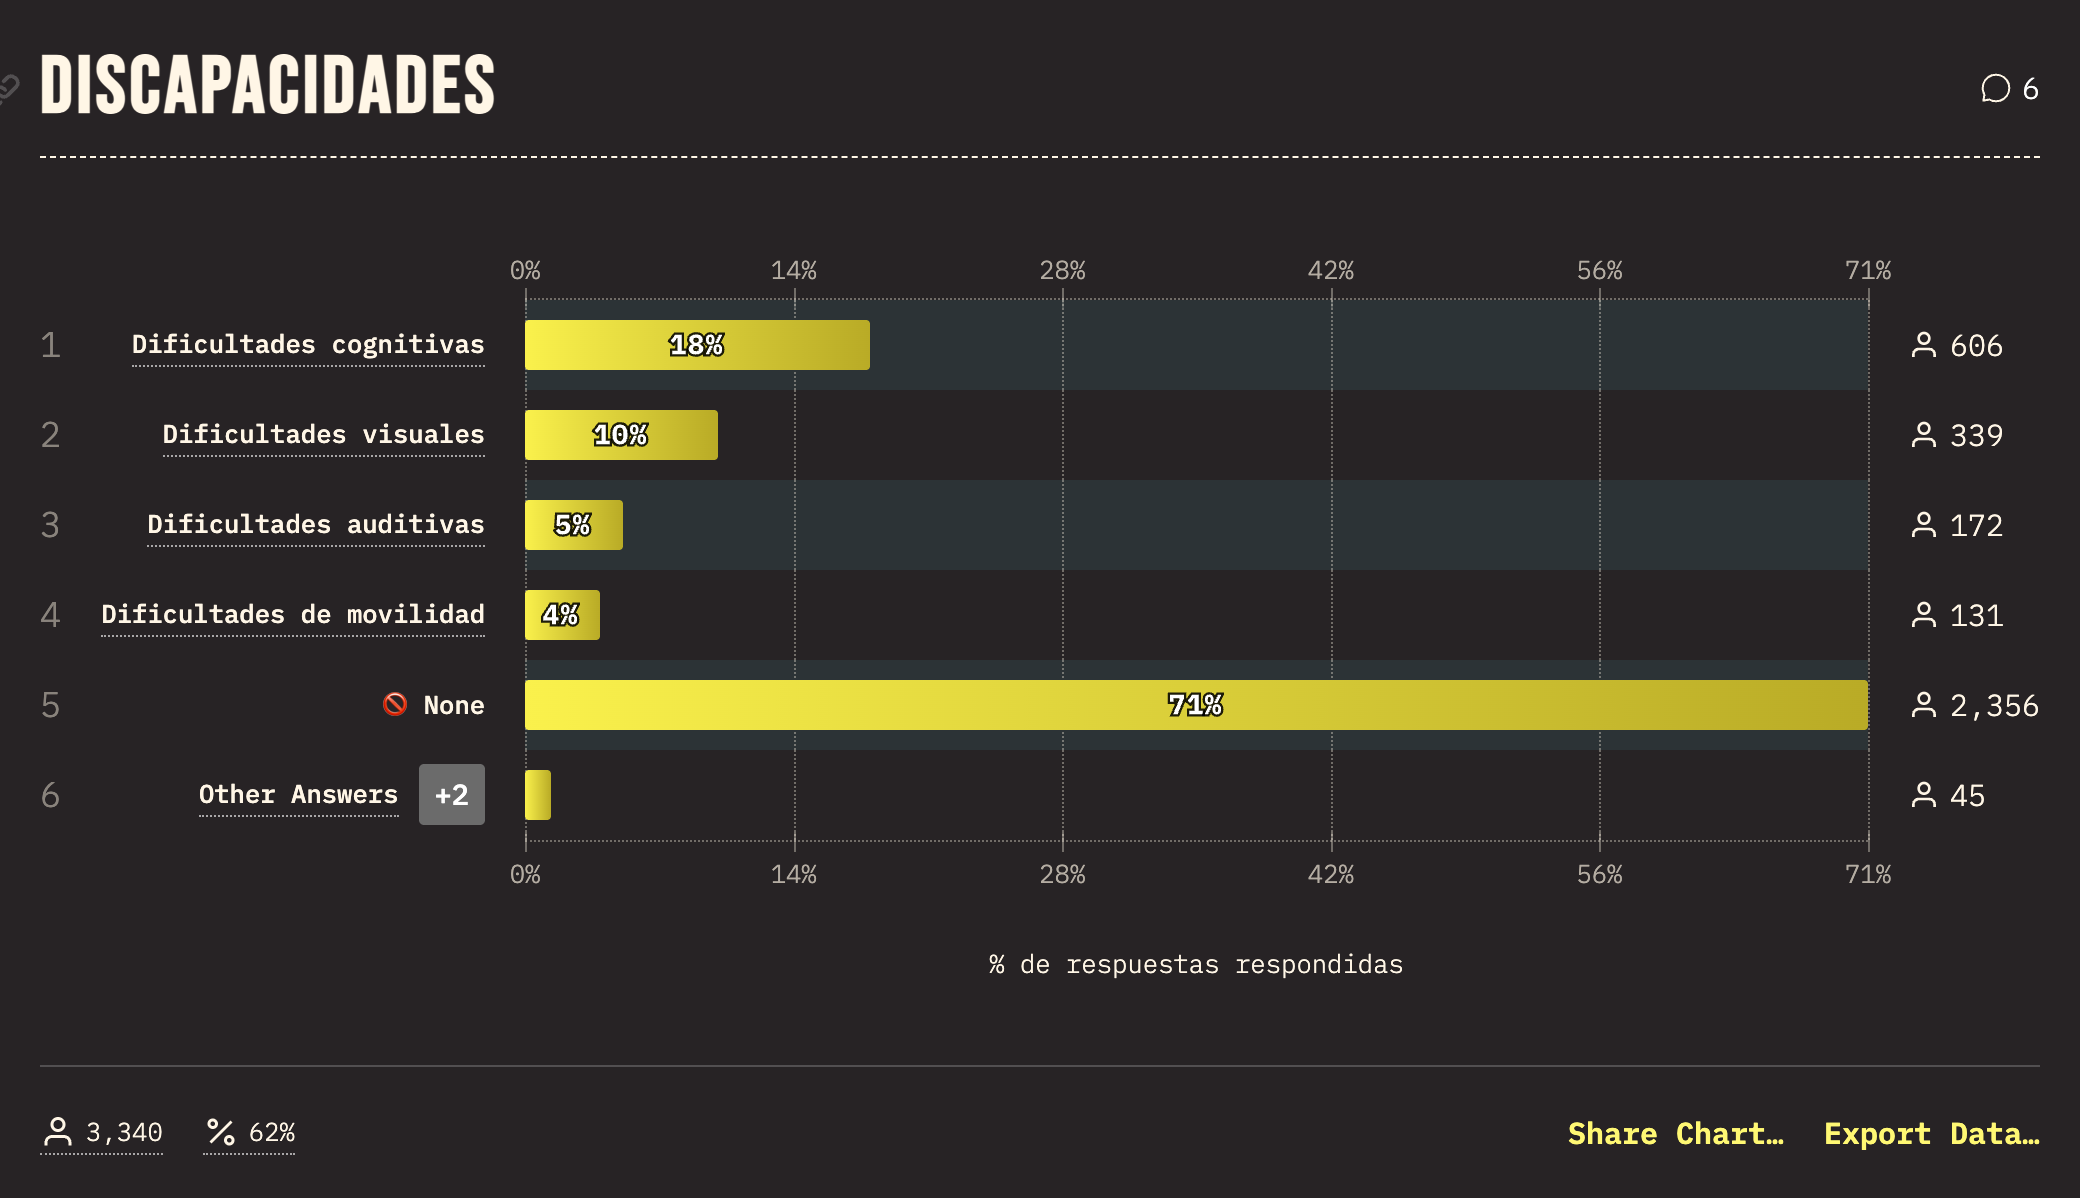 DISCAPACIDADES
6
0% 14% 28% 42% 56% 71%
1 Dificultades cognitivas 18% 606
2 Dificultades visuales 10% 339
3 Dificultades auditivas 5% 172
4 Dificultades de movilidad 4% 131
5 None 71% 2,356
6 Other Answers +2 45
0% 14% 28% 42% 56% 71%
% de respuestas respondidas
3,340 62% Share Chart… Export Data…